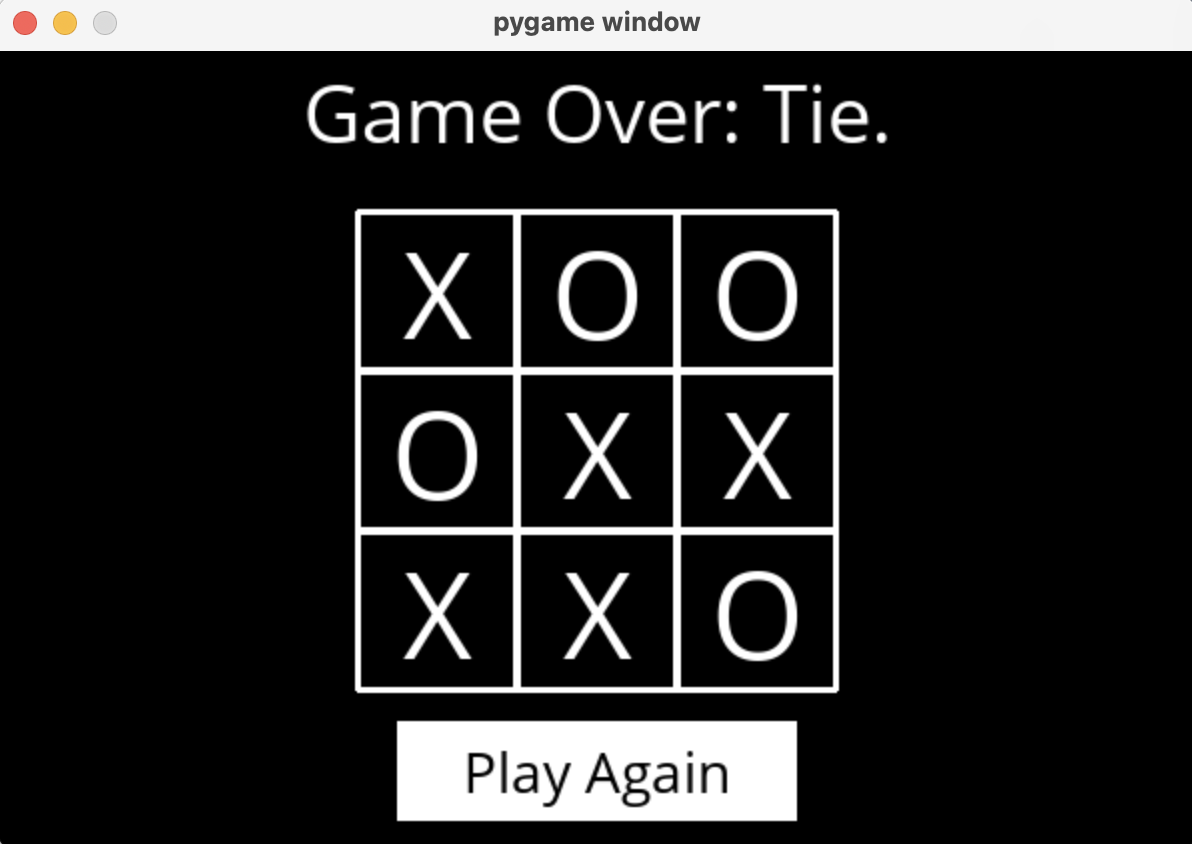 pygame window
Game Over: Tie.
X O O
O X X
X X O
Play Again